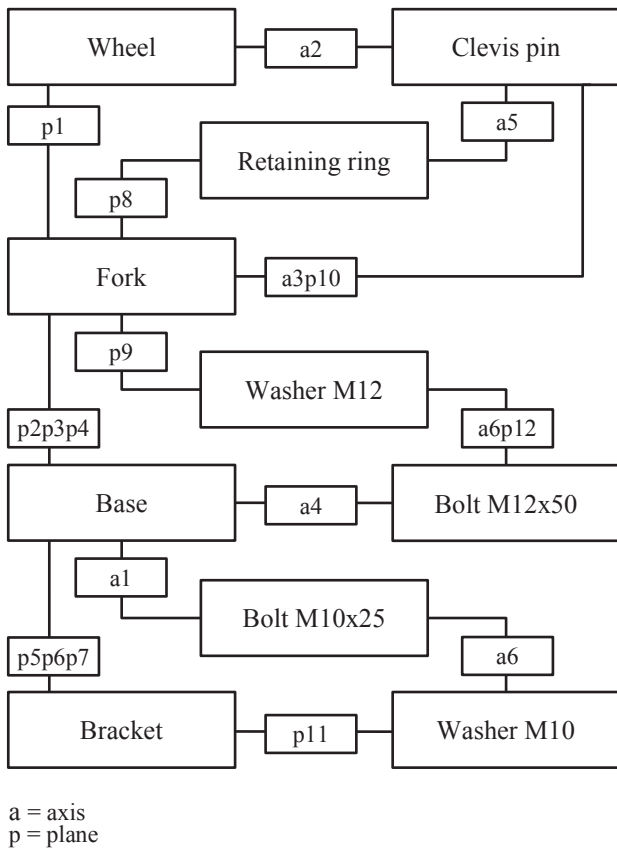 Wheel
a2
Clevis pin
p1
a5
Retaining ring
p8
Fork
a3p10
p9
Washer M12
p2p3p4
a6p12
Base
a4
Bolt M12x50
a1
Bolt M10x25
p5p6p7
a6
Bracket
p11
Washer M10
a = axis
p = plane